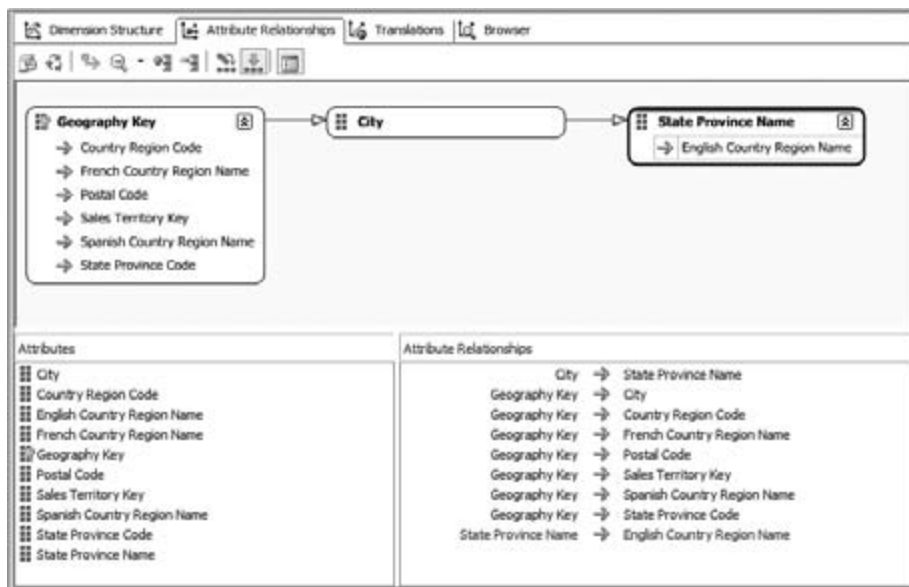 Dimension Structure Attribute Relationships Translations Browser
Geography Key City State Province Name
Country Region Code English Country Region Name
French Country Region Name
Postal Code
Sales Territory Key
Spanish Country Region Name
State Province Code
Attributes
City
Country Region Code
English Country Region Name
French Country Region Name
Geography Key
Postal Code
Sales Territory Key
Spanish Country Region Name
State Province Code
State Province Name
Attribute Relationships
City State Province Name
Geography Key City
Geography Key Country Region Code
Geography Key French Country Region Name
Geography Key Postal Code
Geography Key Sales Territory Key
Geography Key Spanish Country Region Name
Geography Key State Province Code
State Province Name English Country Region Name